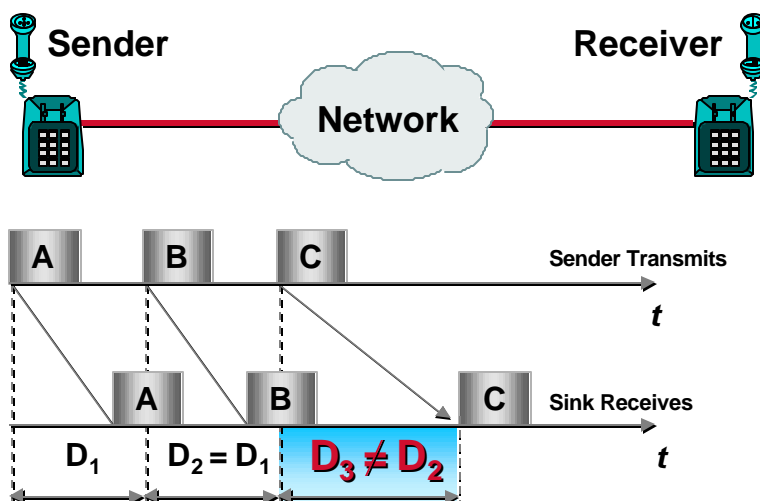 Sender
Receiver
Network
A
B
C
Sender Transmits
t
A
B
C
Sink Receives
D₁
D₂ = D₁
D₃ ≠ D₂
t